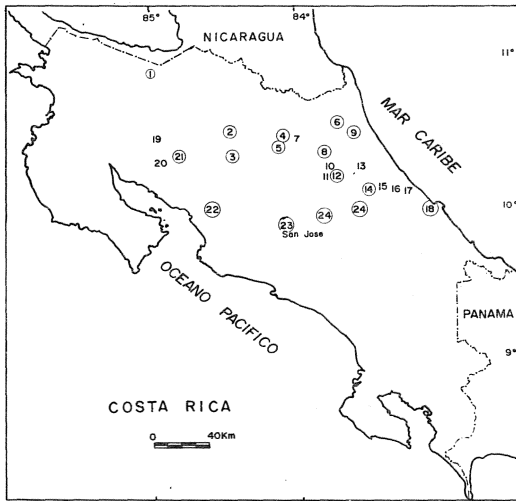 85° 84°
NICARAGUA
11°
1
MAR CARIBE
6
2 4 7 9
19 5
21 3 8
20 10 13
11 12
14 15 16 17
22 24 24 18 10°
23
San Jose
OCEANO PACIFICO
PANAMA
9°
COSTA RICA
0 40Km
85° 84°